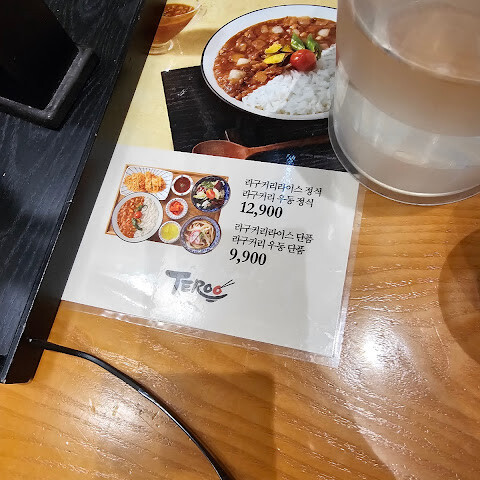 라구커리라이스 정식
라구커리 우동 정식
12,900
라구커리라이스 단품
라구커리 우동 단품
9,900
TEROO